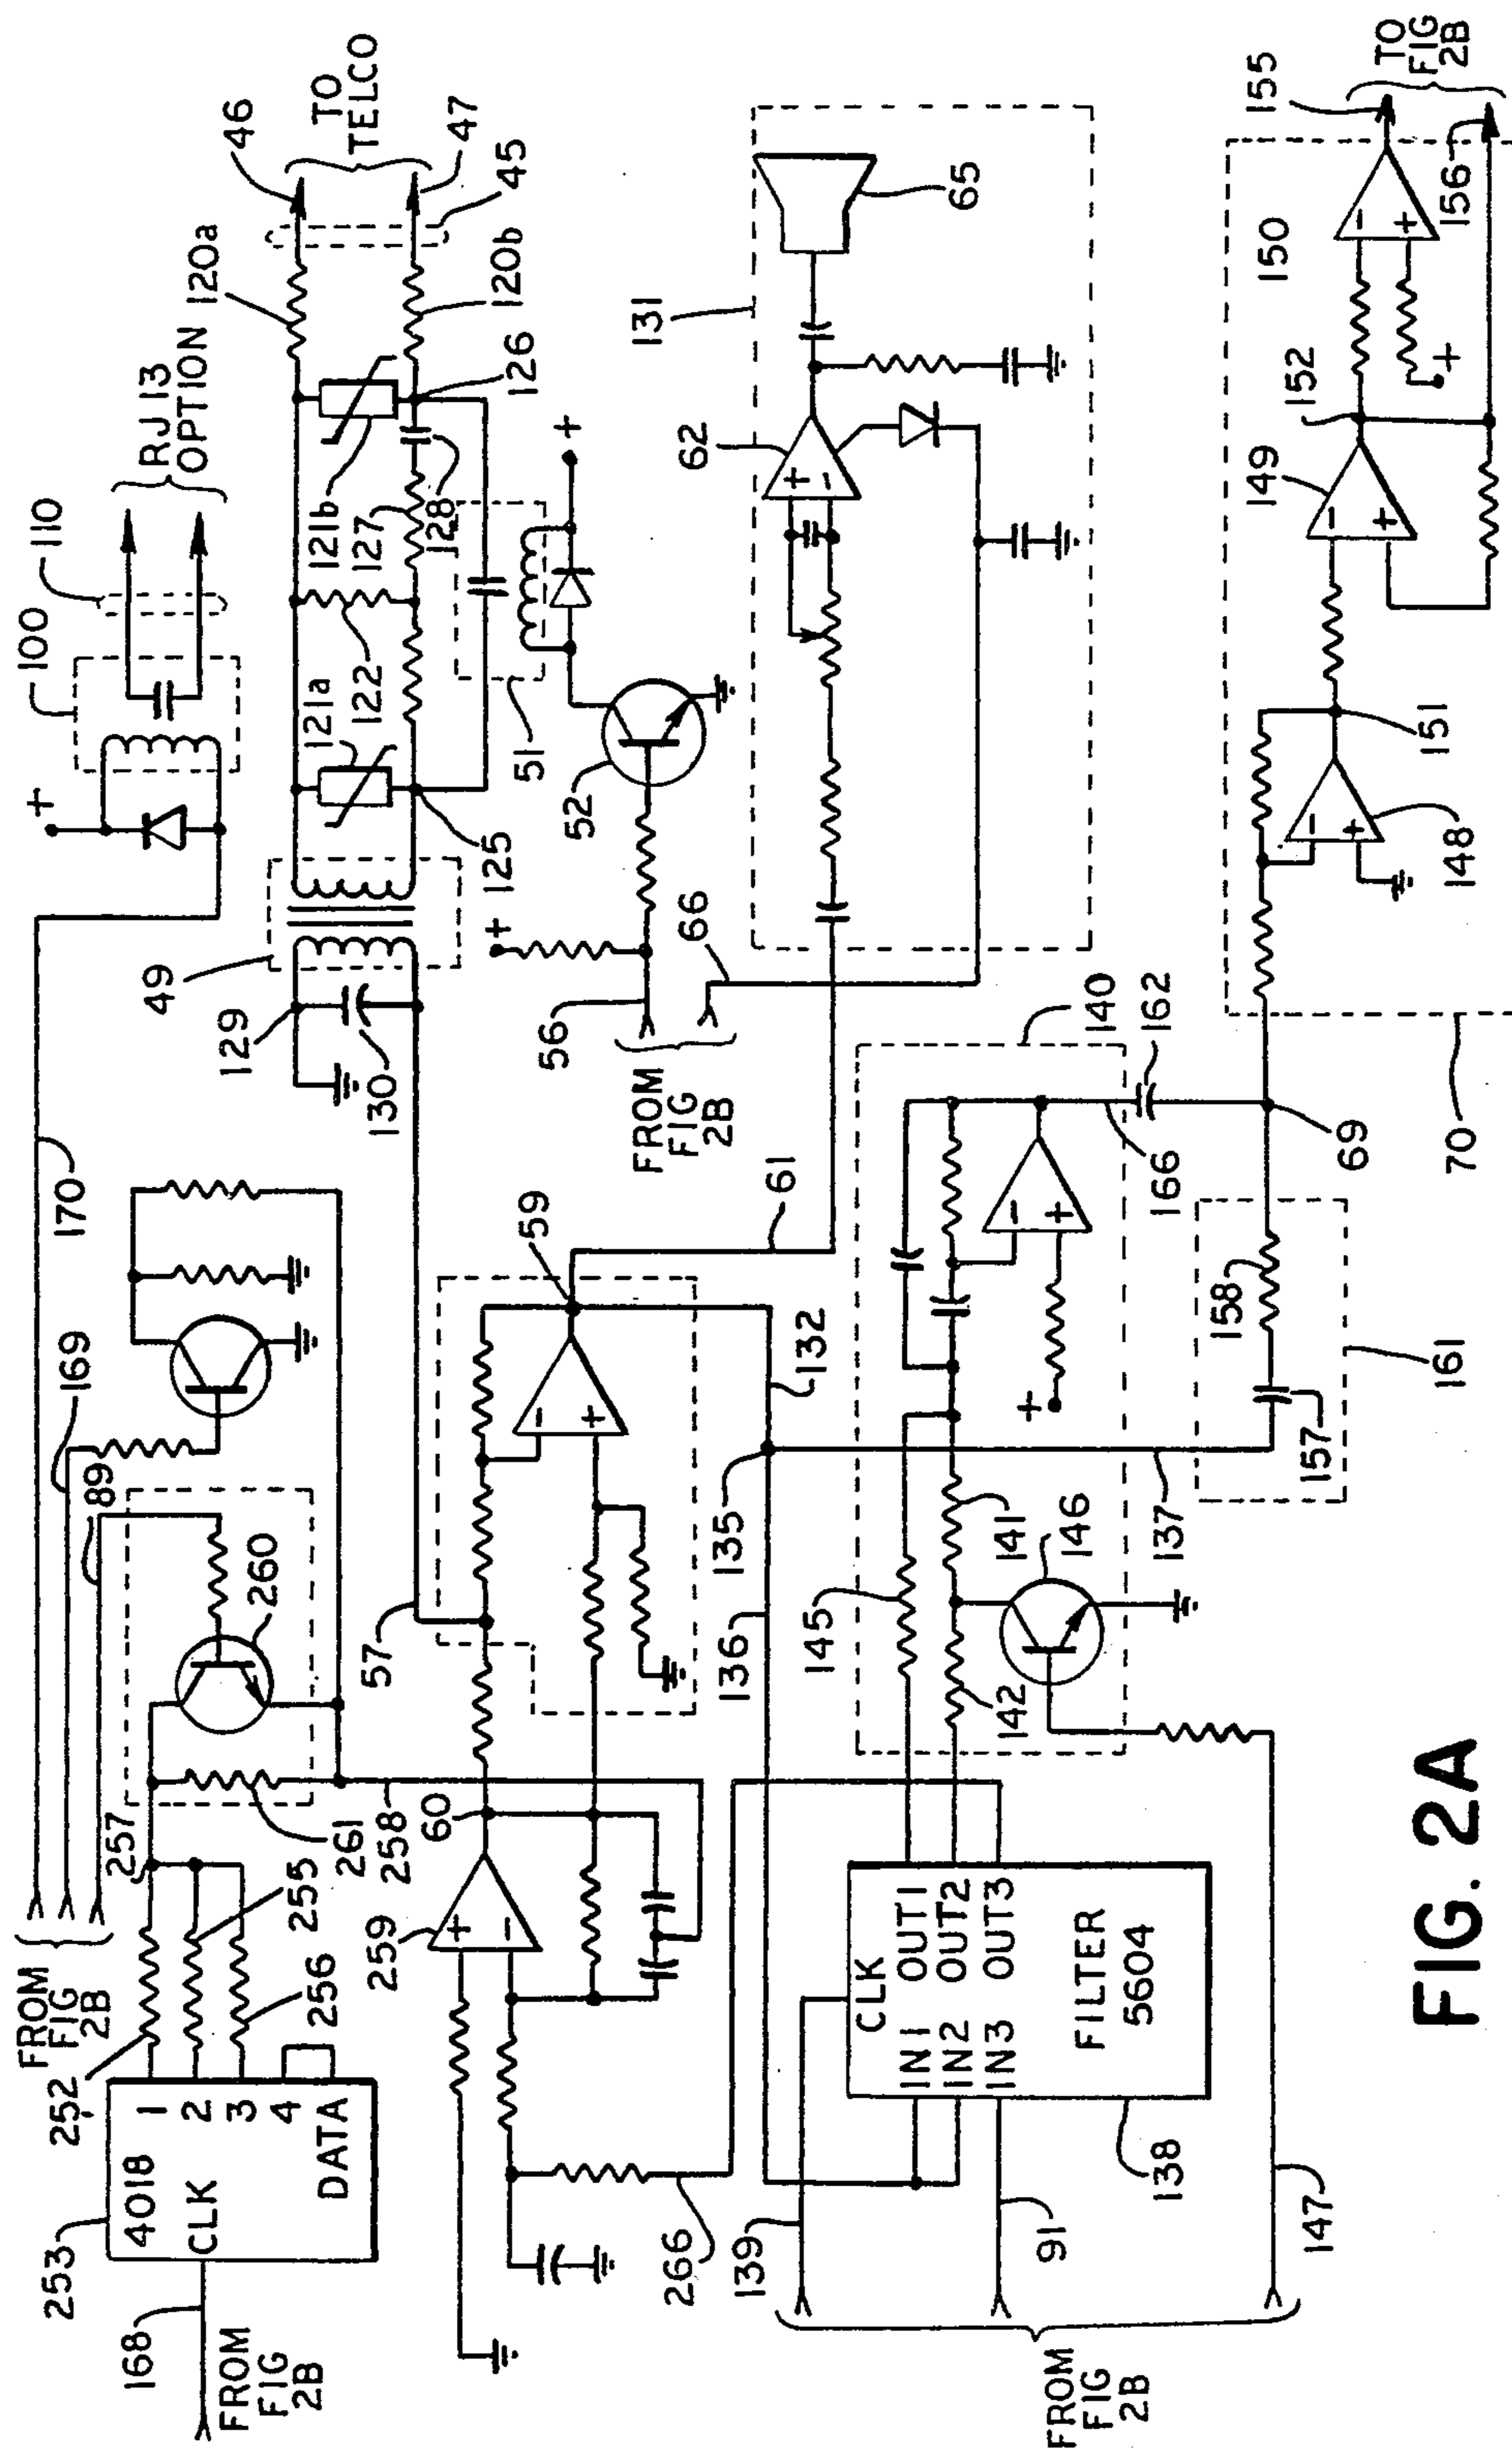 FROM
FIG
2B
168
253
4018
CLK
1
2
3
4
DATA
252
255
256
257
FROM
FIG
2B
89
169
170
260
261
258
+
100
110
RJ 13
OPTION
49
129
130
121a
122
121b
127
128
120a
120b
125
126
46
47
45
TO
TELCO
51
52
+
+
56
66
FROM
FIG
2B
57
259
+
-
60
-
+
59
61
132
135
136
137
266
131
62
+
-
65
139
91
147
138
FROM
FIG
2B
CLK
IN1 OUT1
IN2 OUT2
IN3 OUT3
FILTER
5604
145
142
141
146
140
+
-
+
166
162
157
158
161
69
70
148
-
+
151
149
-
+
152
150
-
+
+
155
156
TO
FIG
2B
FIG. 2A